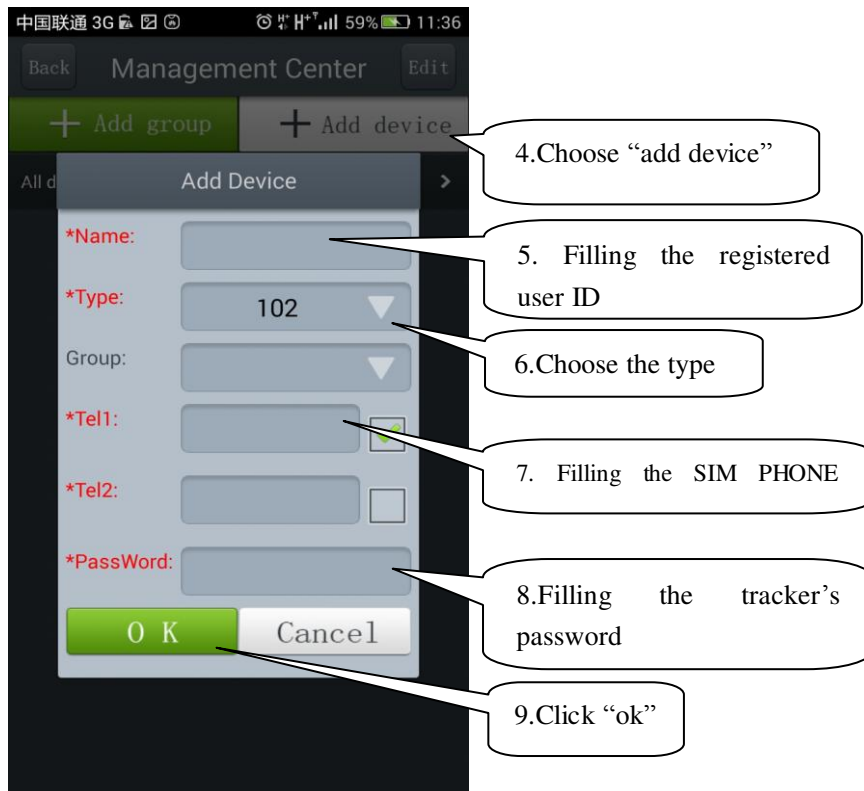 中国联通 3G 59% 11:36
Back Management Center Edit
+ Add group + Add device
4.Choose “add device”
All d Add Device
*Name:
5. Filling the registered
user ID
*Type: 102
6.Choose the type
Group:
*Tel1:
7. Filling the SIM PHONE
*Tel2:
*PassWord:
8.Filling the tracker’s
password
O K Cancel
9.Click “ok”